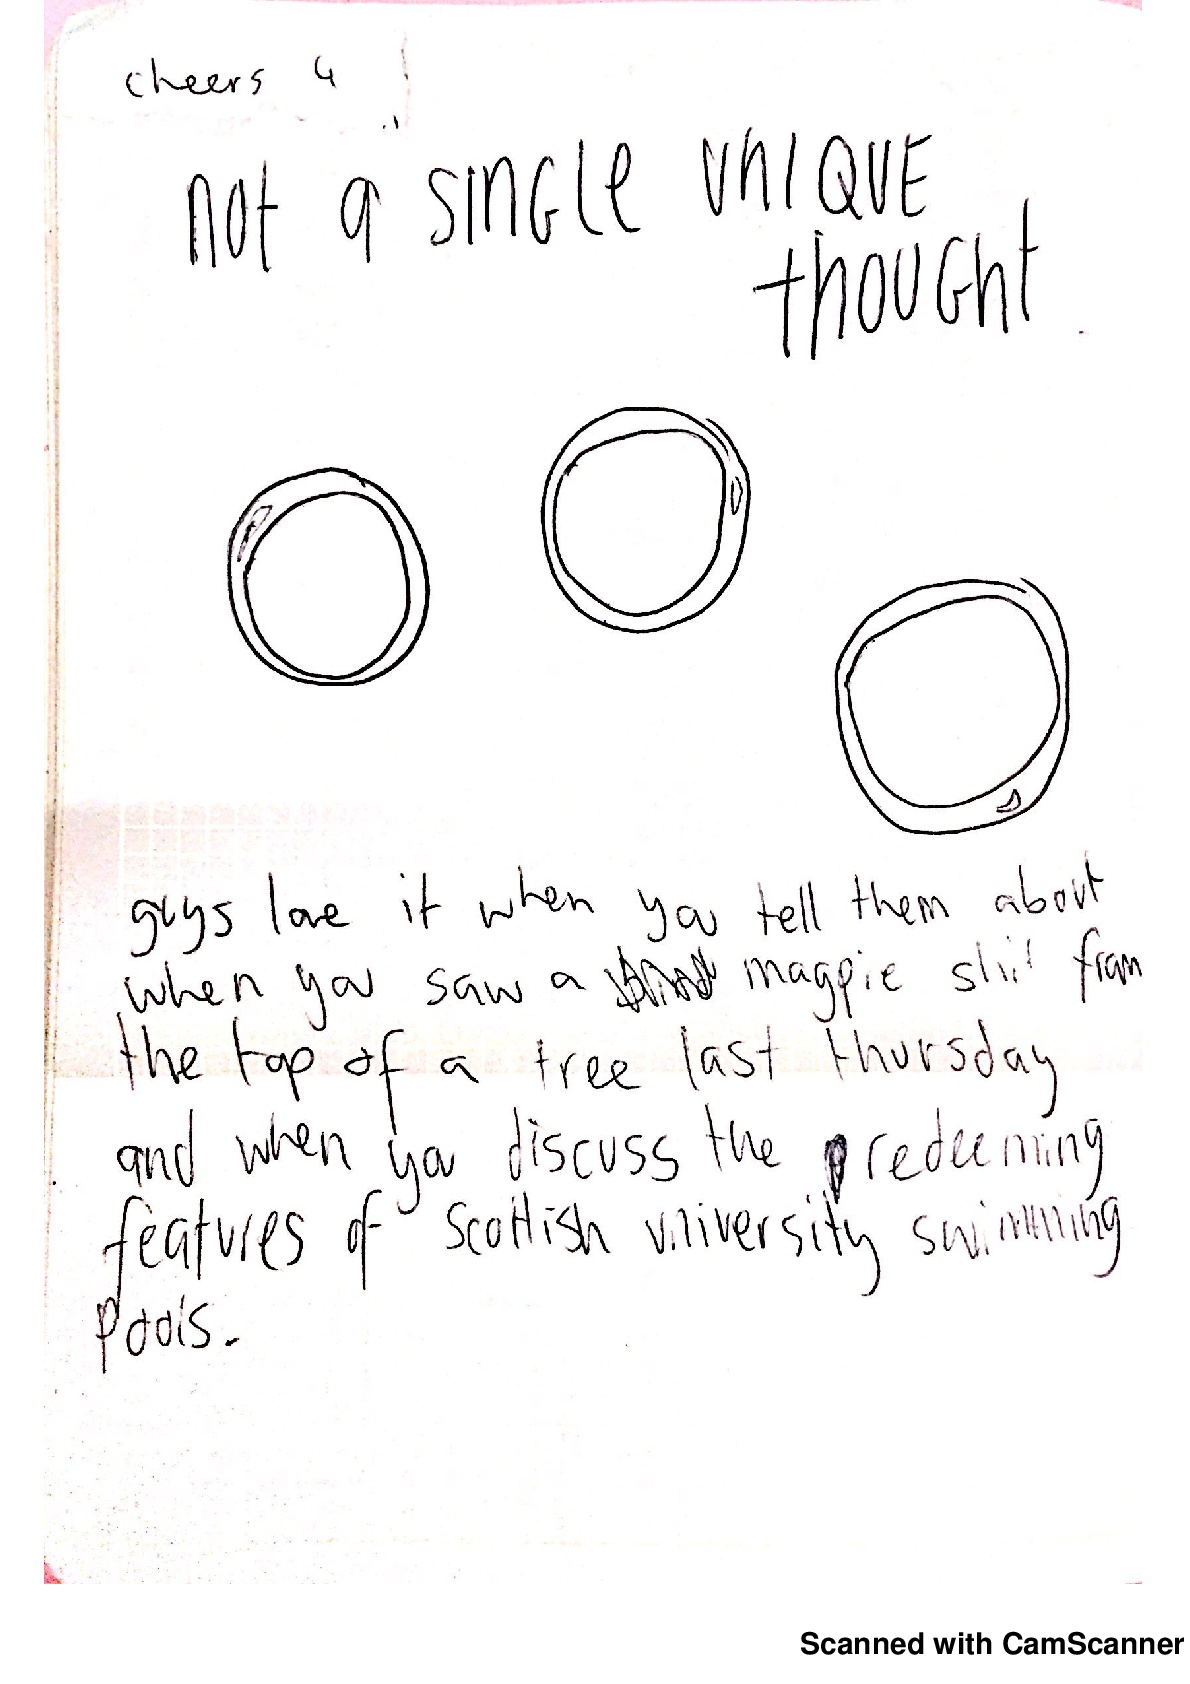 cheers 4
not a SINGLE UNIQUE
thought
guys love it when you tell them about
when you saw a magpie shit from
the top of a tree last thursday
and when you discuss the redeeming
features of scottish university swimming
pools.
Scanned with CamScanner